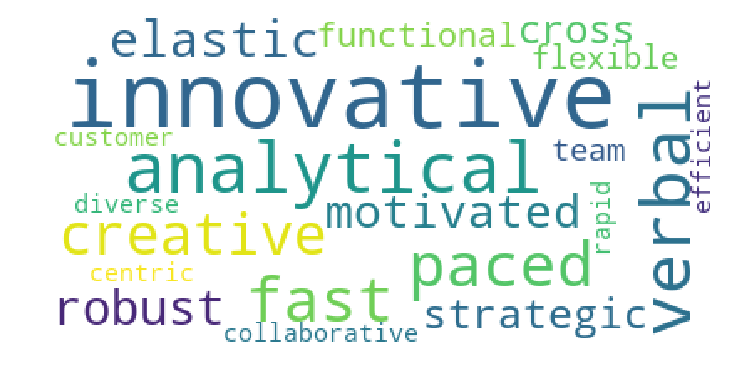 elastic functional cross
flexible
innovative
customer
analytical team
verbal
efficient
diverse
motivated
rapid
creative
paced
centric
robust fast strategic
collaborative